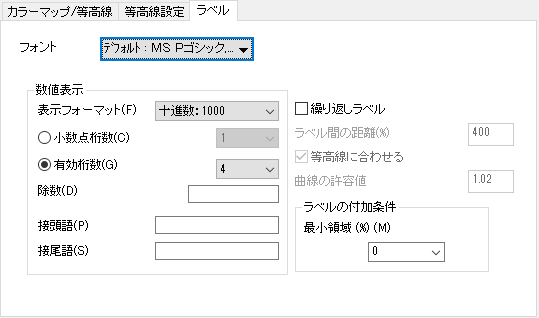 カラーマップ/等高線 等高線設定 ラベル
フォント デフォルト : MS Pゴシック,...
数値表示
表示フォーマット(F) 十進数: 1000
小数点桁数(C) 1
有効桁数(G) 4
除数(D)
接頭語(P)
接尾語(S)
繰り返しラベル
ラベル間の距離(%) 400
等高線に合わせる
曲線の許容値 1.02
ラベルの付加条件
最小領域 (%) (M)
0